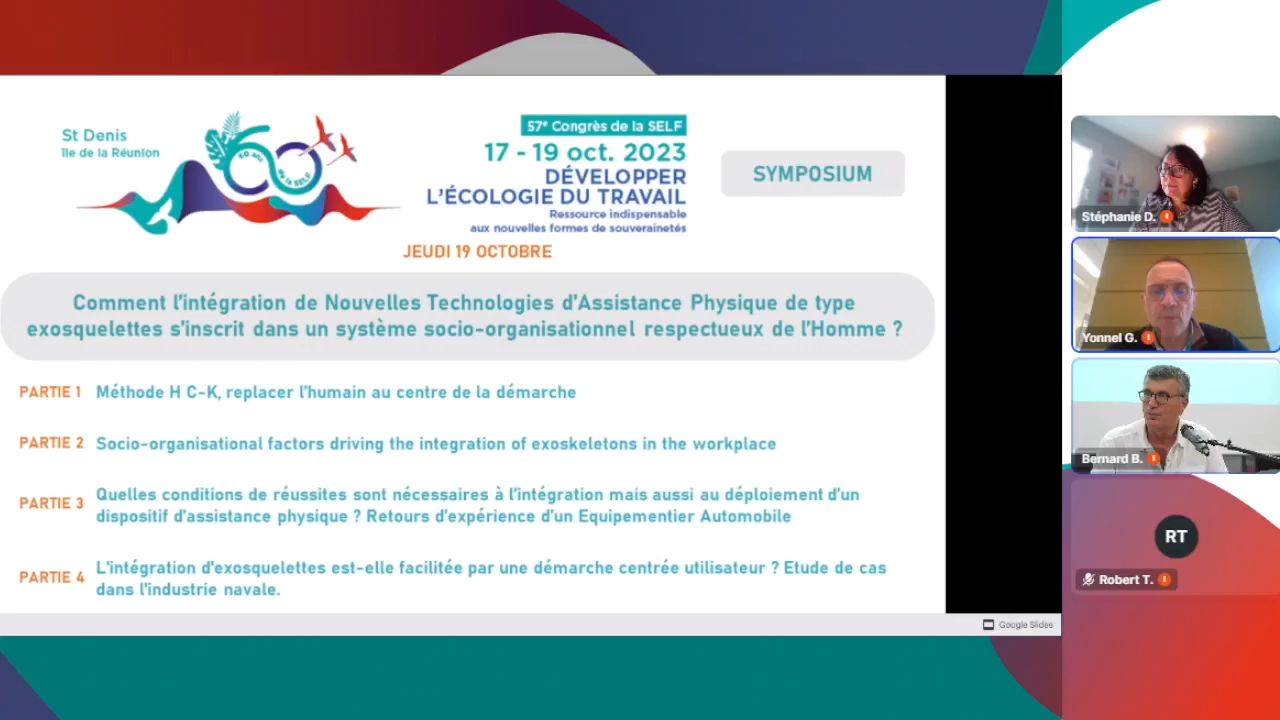 St Denis
Ile de la Réunion
60
60 ans
de la SELF
57e Congrès de la SELF
17 - 19 oct. 2023
DÉVELOPPER
L'ÉCOLOGIE DU TRAVAIL
Ressource indispensable
aux nouvelles formes de souverainetés
JEUDI 19 OCTOBRE
SYMPOSIUM
Comment l'intégration de Nouvelles Technologies d'Assistance Physique de type
exosquelettes s'inscrit dans un système socio-organisationnel respectueux de l'Homme ?
PARTIE 1 Méthode H C-K, replacer l'humain au centre de la démarche
PARTIE 2 Socio-organisational factors driving the integration of exoskeletons in the workplace
PARTIE 3 Quelles conditions de réussites sont nécessaires à l'intégration mais aussi au déploiement d'un
dispositif d'assistance physique ? Retours d'expérience d'un Equipementier Automobile
PARTIE 4 L'intégration d'exosquelettes est-elle facilitée par une démarche centrée utilisateur ? Etude de cas
dans l'industrie navale.
Google Slides
Stéphanie D.
Yonnel G.
Bernard B.
RT
Robert T.